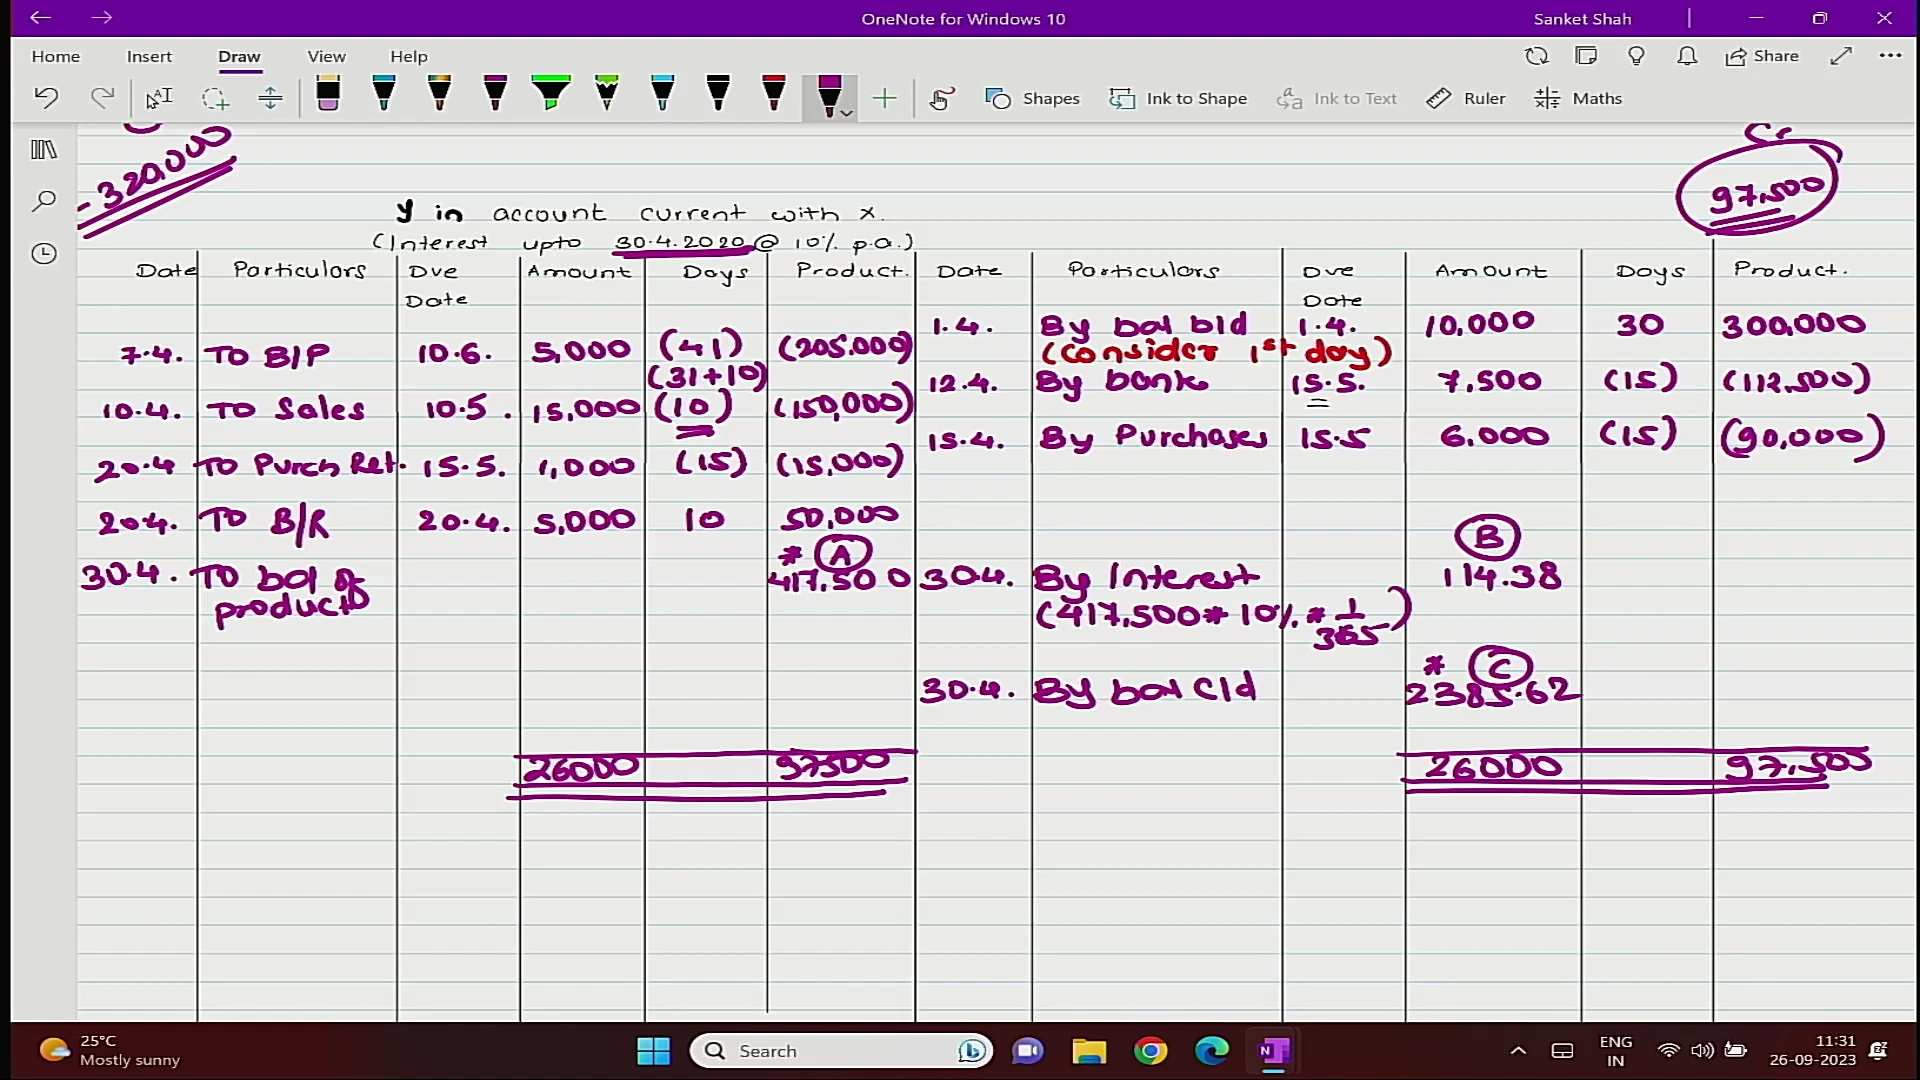 OneNote for Windows 10
Sanket Shah
Home Insert Draw View Help
Share
Shapes Ink to Shape Ink to Text Ruler Maths
- 320,000
Cr
97,500
Y in account current with X.
(Interest upto 30.4.2020 @ 10% p.a.)
Date Particulars Due Date Amount Days Product. Date Particulars Due Date Amount Days Product.
1.4. By bal b/d 1.4. 10,000 30 300,000
(consider 1st day)
7.4. To B/P 10.6. 5,000 (41) (205,000)
(31+10)
12.4. By bank 15.5. 7,500 (15) (112,500)
10.4. To Sales 10.5. 15,000 (10) (150,000)
15.4. By Purchases 15.5 6,000 (15) (90,000)
20.4 To Purch Ret. 15.5. 1,000 (15) (15,000)
20.4. To B/R 20.4. 5,000 10 50,000
* A B
30.4. To bal of products 417,500 30.4. By Interest 114.38
(417,500 * 10% * 1/365)
* C
30.4. By bal c/d 2385.62
26000 97500 26000 97,500
25°C
Mostly sunny
Search
ENG
IN
11:31
26-09-2023